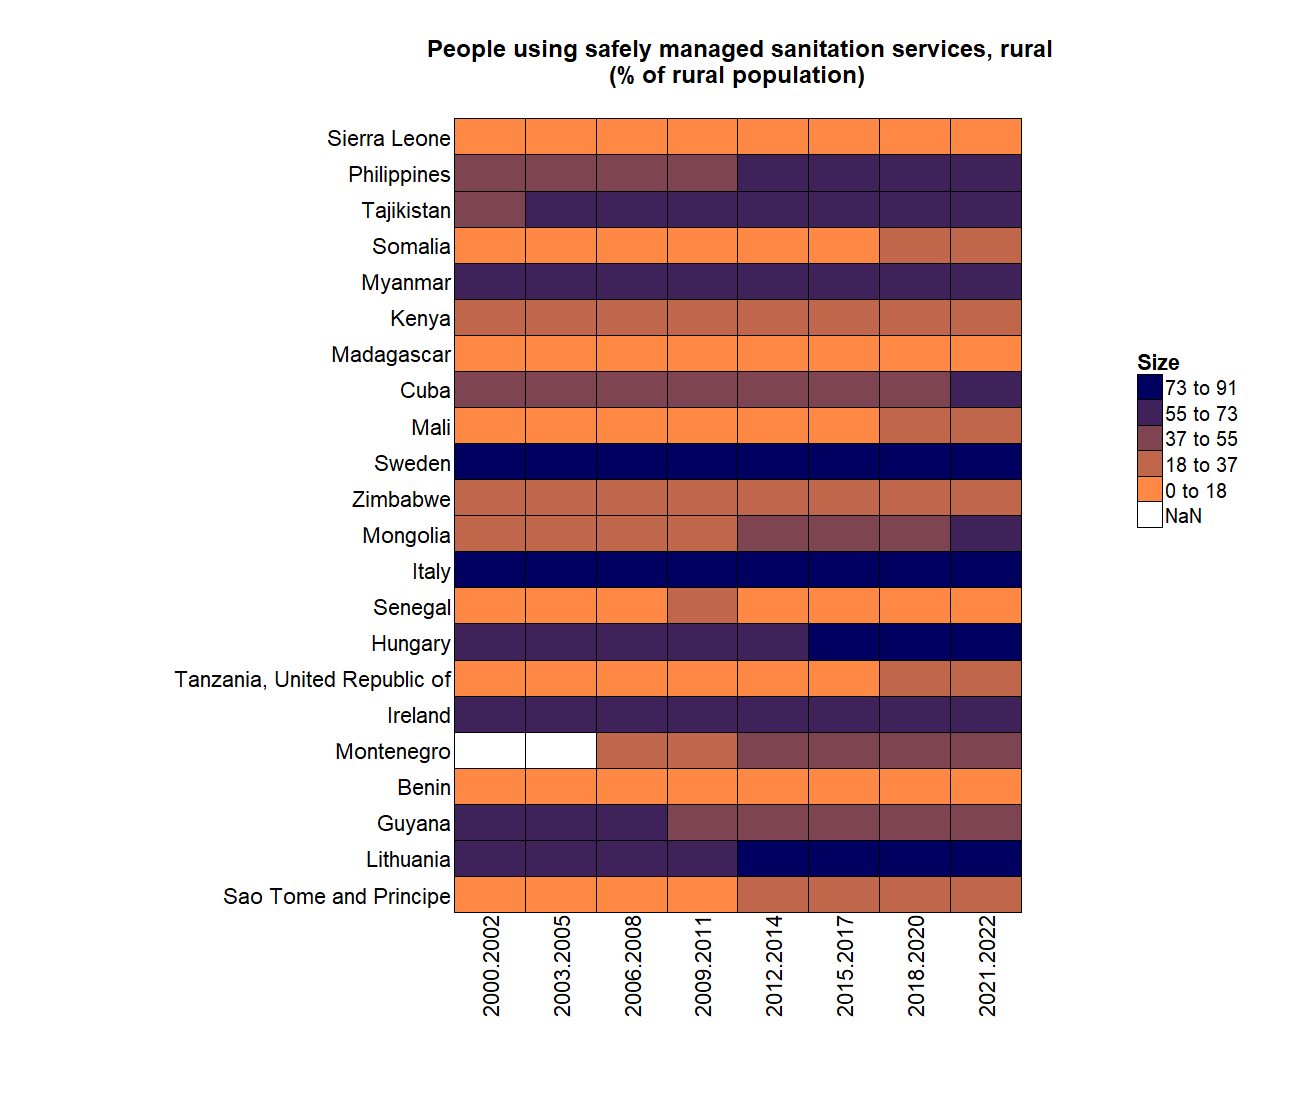 People using safely managed sanitation services, rural
(% of rural population)
Sierra Leone
Philippines
Tajikistan
Somalia
Myanmar
Kenya
Madagascar
Cuba
Mali
Sweden
Zimbabwe
Mongolia
Italy
Senegal
Hungary
Tanzania, United Republic of
Ireland
Montenegro
Benin
Guyana
Lithuania
Sao Tome and Principe
2000.2002
2003.2005
2006.2008
2009.2011
2012.2014
2015.2017
2018.2020
2021.2022
Size
73 to 91
55 to 73
37 to 55
18 to 37
0 to 18
NaN